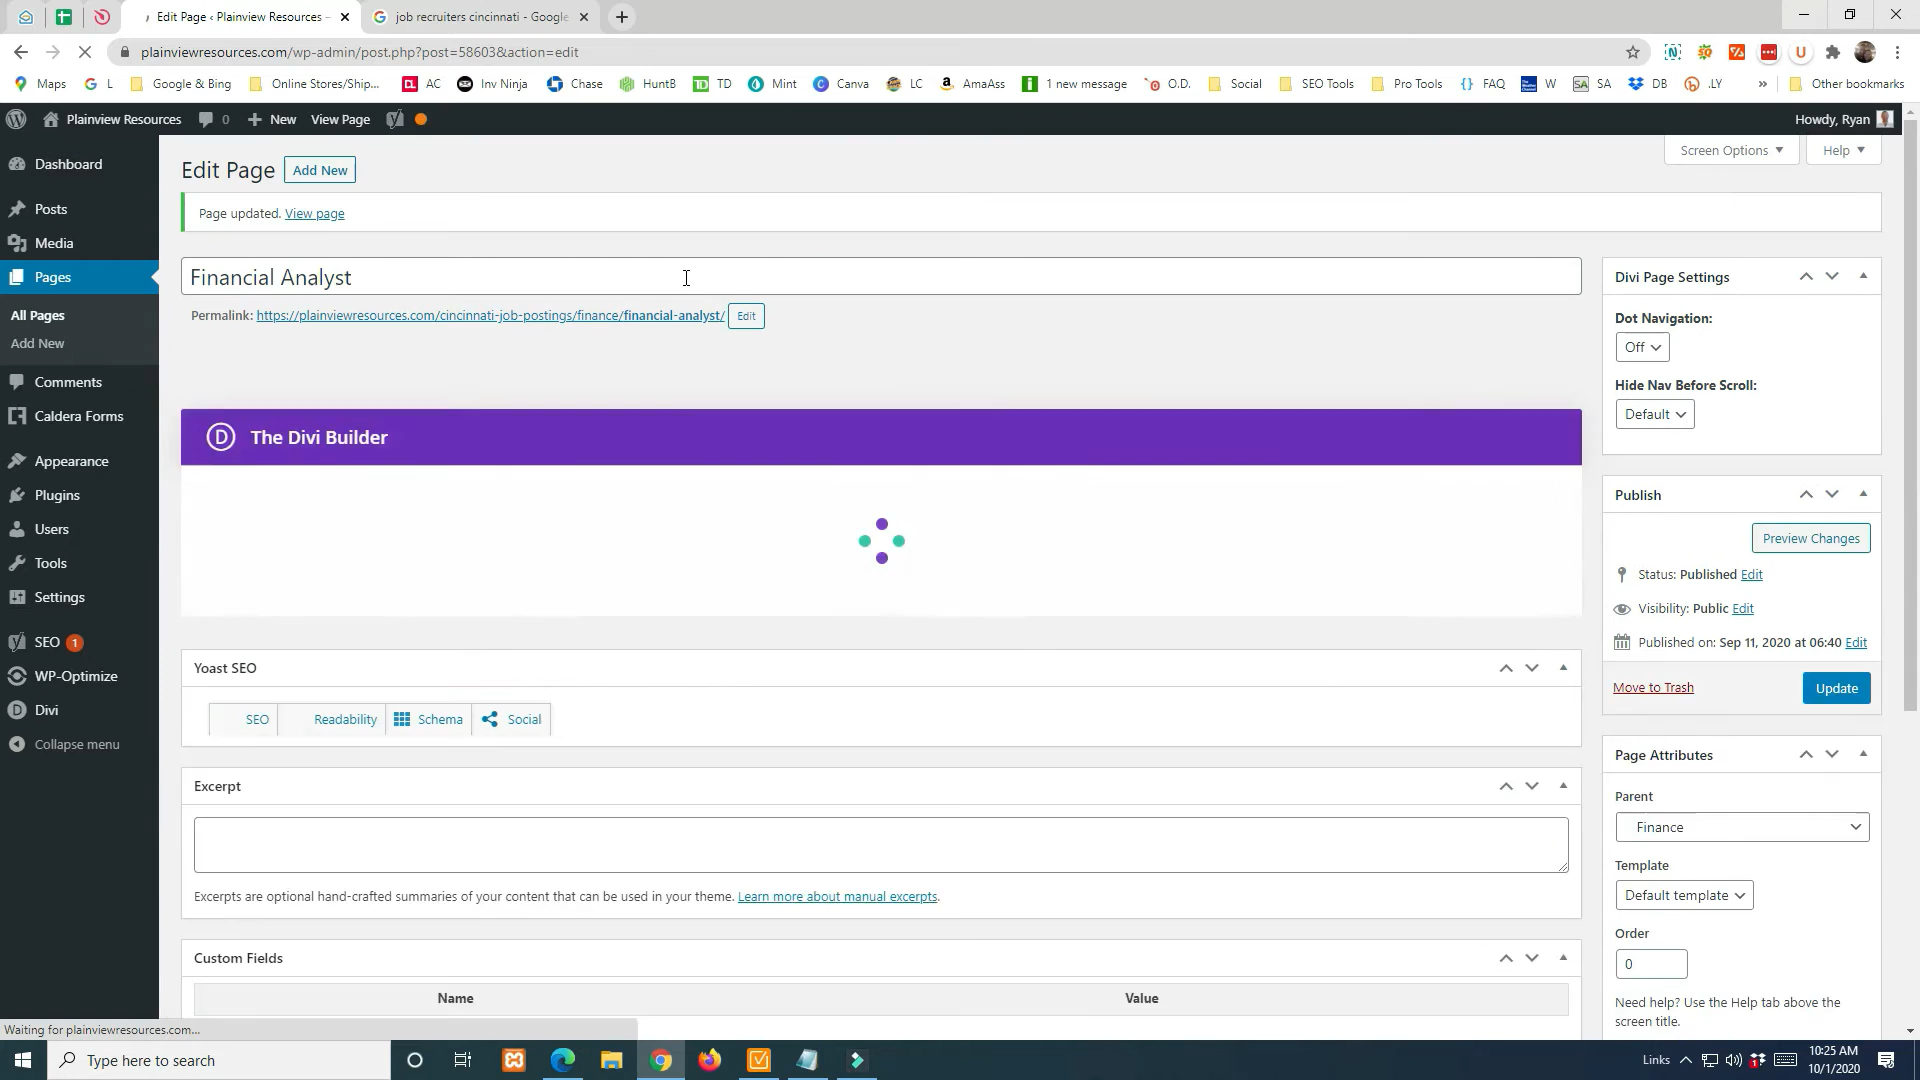 Edit Page ‹ Plainview Resources –
job recruiters cincinnati - Google
plainviewresources.com/wp-admin/post.php?post=58603&action=edit
Maps
L
Google & Bing
Online Stores/Ship...
AC
Inv Ninja
Chase
HuntB
TD
Mint
Canva
LC
AmaAss
1 new message
O.D.
Social
SEO Tools
Pro Tools
FAQ
W
SA
DB
.LY
»
Other bookmarks
Plainview Resources
0
New
View Page
Howdy, Ryan
Dashboard
Posts
Media
Pages
All Pages
Add New
Comments
Caldera Forms
Appearance
Plugins
Users
Tools
Settings
SEO 1
WP-Optimize
Divi
Collapse menu
Screen Options
Help
Edit Page
Add New
Page updated. View page
Financial Analyst
Permalink: https://plainviewresources.com/cincinnati-job-postings/finance/financial-analyst/ Edit
The Divi Builder
Yoast SEO
SEO
Readability
Schema
Social
Excerpt
Excerpts are optional hand-crafted summaries of your content that can be used in your theme. Learn more about manual excerpts.
Custom Fields
Name
Value
Divi Page Settings
Dot Navigation:
Off
Hide Nav Before Scroll:
Default
Publish
Preview Changes
Status: Published Edit
Visibility: Public Edit
Published on: Sep 11, 2020 at 06:40 Edit
Move to Trash
Update
Page Attributes
Parent
Finance
Template
Default template
Order
0
Need help? Use the Help tab above the
screen title.
Waiting for plainviewresources.com...
Type here to search
Links
10:25 AM
10/1/2020